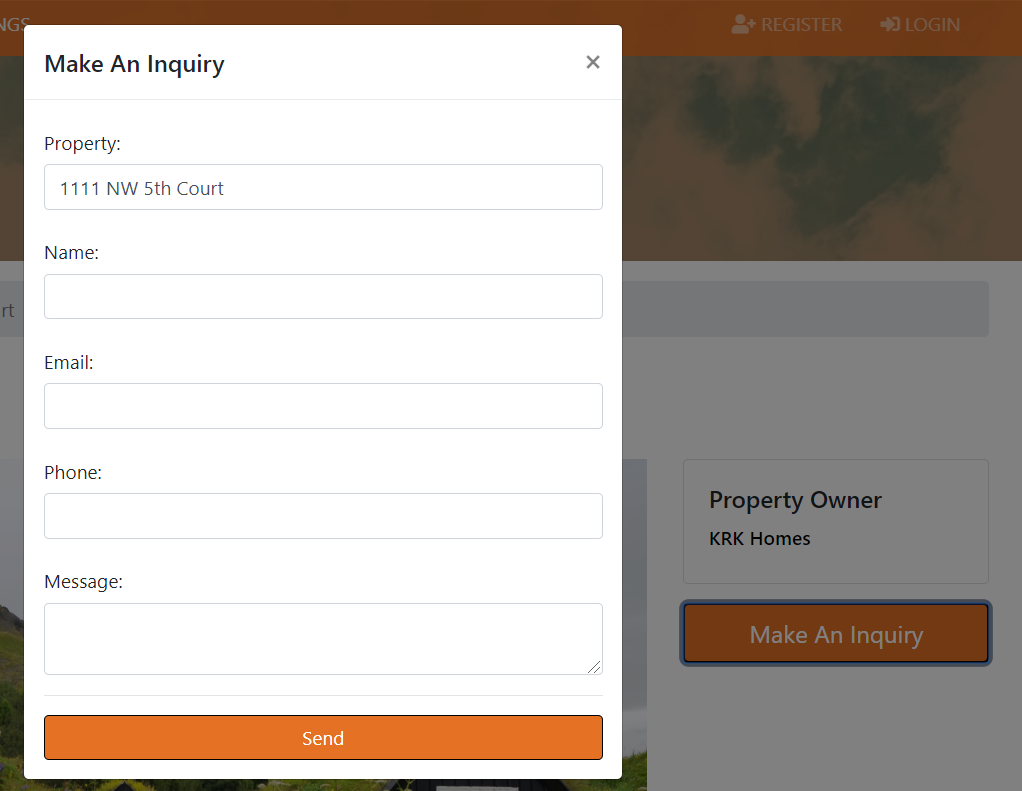 NGS
REGISTER
LOGIN
Make An Inquiry
×
Property:
1111 NW 5th Court
Name:
Email:
Phone:
Message:
Send
rt
Property Owner
KRK Homes
Make An Inquiry